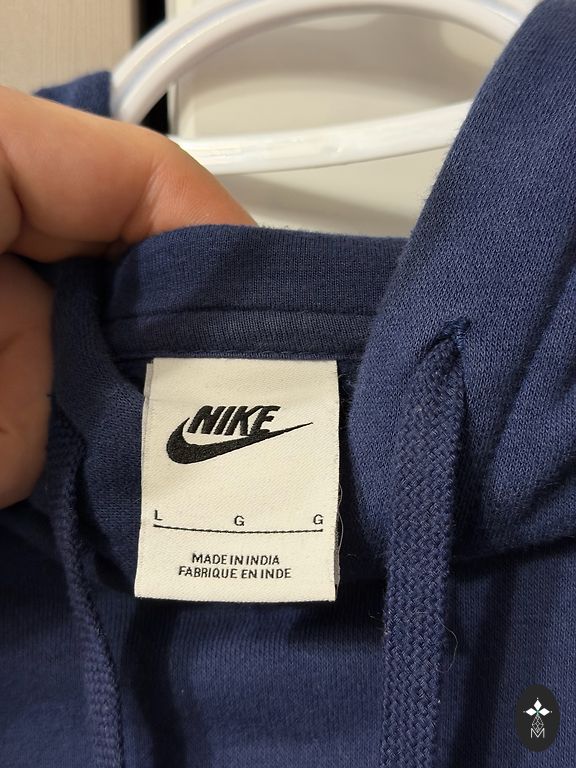 NIKE
L G G
MADE IN INDIA
FABRIQUE EN INDE
M